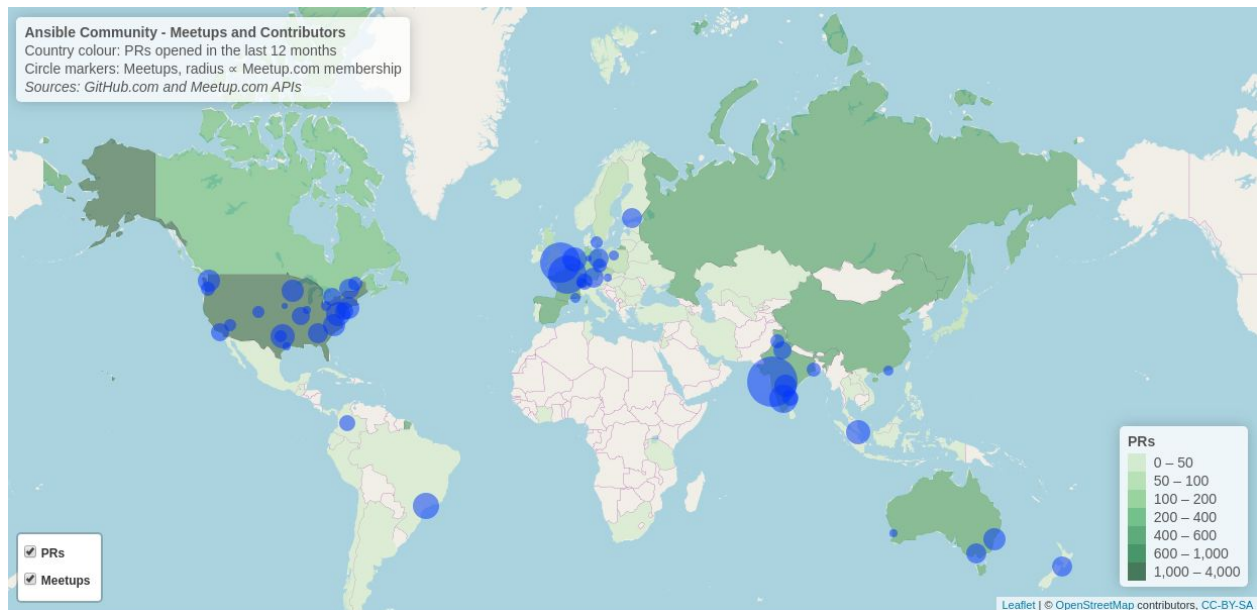 Ansible Community - Meetups and Contributors
Country colour: PRs opened in the last 12 months
Circle markers: Meetups, radius ∝ Meetup.com membership
Sources: GitHub.com and Meetup.com APIs
PRs
0 – 50
50 – 100
100 – 200
200 – 400
400 – 600
600 – 1,000
1,000 – 4,000
PRs
Meetups
Leaflet | © OpenStreetMap contributors, CC-BY-SA